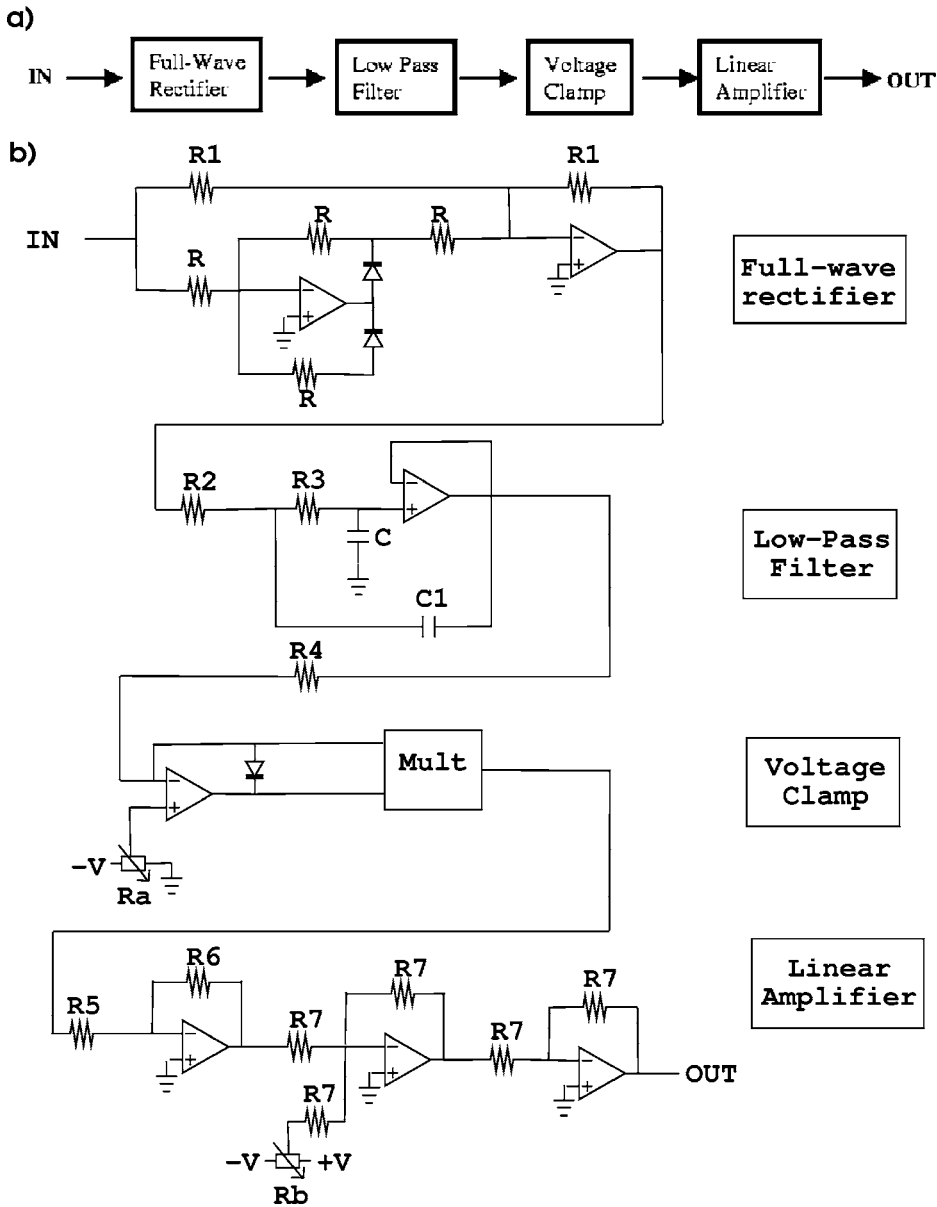 a)
IN
Full-Wave
Rectifier
Low Pass
Filter
Voltage
Clamp
Linear
Amplifier
OUT
b)
R1
R1
IN
R
R
R
R
Full-wave
rectifier
R2
R3
C
C1
Low-Pass
Filter
R4
Mult
Voltage
Clamp
-V
Ra
R5
R6
R7
R7
R7
R7
R7
Linear
Amplifier
OUT
-V
+V
Rb